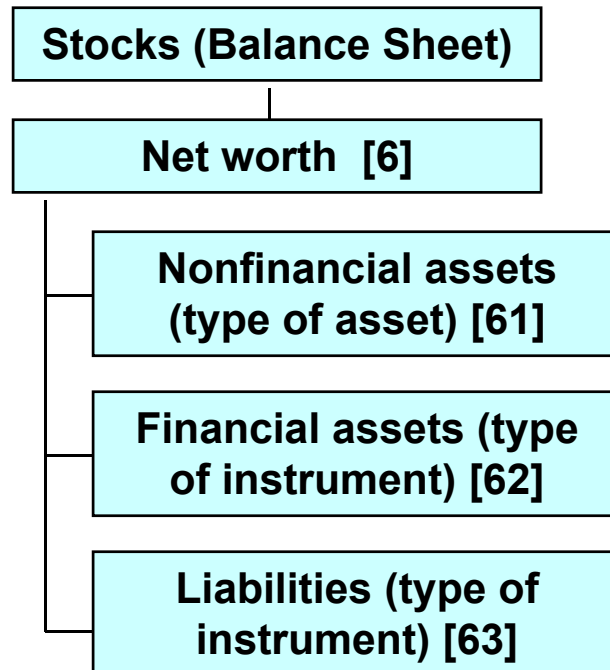 Stocks (Balance Sheet)
Net worth [6]
Nonfinancial assets
(type of asset) [61]
Financial assets (type
of instrument) [62]
Liabilities (type of
instrument) [63]